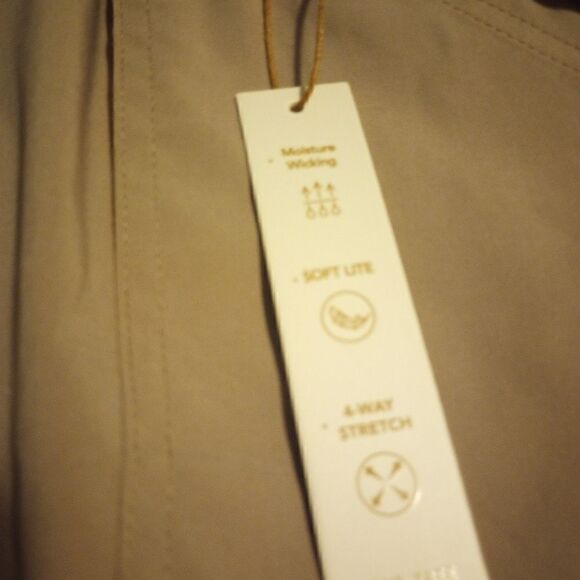 Moisture
Wicking
SOFT LITE
4-WAY
STRETCH